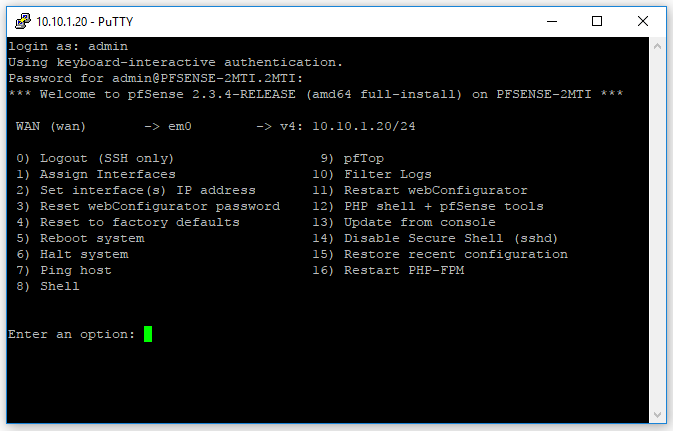 10.10.1.20 - PuTTY
login as: admin
Using keyboard-interactive authentication.
Password for admin@PFSENSE-2MTI.2MTI:
*** Welcome to pfSense 2.3.4-RELEASE (amd64 full-install) on PFSENSE-2MTI ***
WAN (wan)       -> em0        -> v4: 10.10.1.20/24
0) Logout (SSH only)                  9) pfTop
1) Assign Interfaces                 10) Filter Logs
2) Set interface(s) IP address       11) Restart webConfigurator
3) Reset webConfigurator password    12) PHP shell + pfSense tools
4) Reset to factory defaults         13) Update from console
5) Reboot system                     14) Disable Secure Shell (sshd)
6) Halt system                       15) Restore recent configuration
7) Ping host                         16) Restart PHP-FPM
8) Shell
Enter an option: